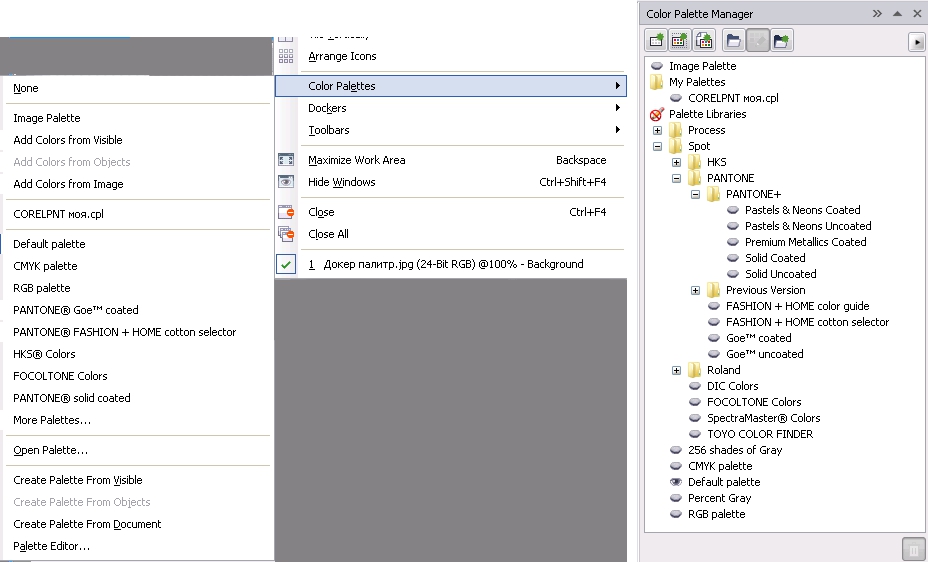 None
Image Palette
Add Colors from Visible
Add Colors from Objects
Add Colors from Image
CORELPNT моя.cpl
Default palette
CMYK palette
RGB palette
PANTONE® Goe™ coated
PANTONE® FASHION + HOME cotton selector
HKS® Colors
FOCOLTONE Colors
PANTONE® solid coated
More Palettes...
Open Palette...
Create Palette From Visible
Create Palette From Objects
Create Palette From Document
Palette Editor...
Arrange Icons
Color Palettes
Dockers
Toolbars
Maximize Work Area Backspace
Hide Windows Ctrl+Shift+F4
Close Ctrl+F4
Close All
1 Докер палитр.jpg (24-Bit RGB) @100% - Background
Color Palette Manager
Image Palette
My Palettes
CORELPNT моя.cpl
Palette Libraries
Process
Spot
HKS
PANTONE
PANTONE+
Pastels & Neons Coated
Pastels & Neons Uncoated
Premium Metallics Coated
Solid Coated
Solid Uncoated
Previous Version
FASHION + HOME color guide
FASHION + HOME cotton selector
Goe™ coated
Goe™ uncoated
Roland
DIC Colors
FOCOLTONE Colors
SpectraMaster® Colors
TOYO COLOR FINDER
256 shades of Gray
CMYK palette
Default palette
Percent Gray
RGB palette